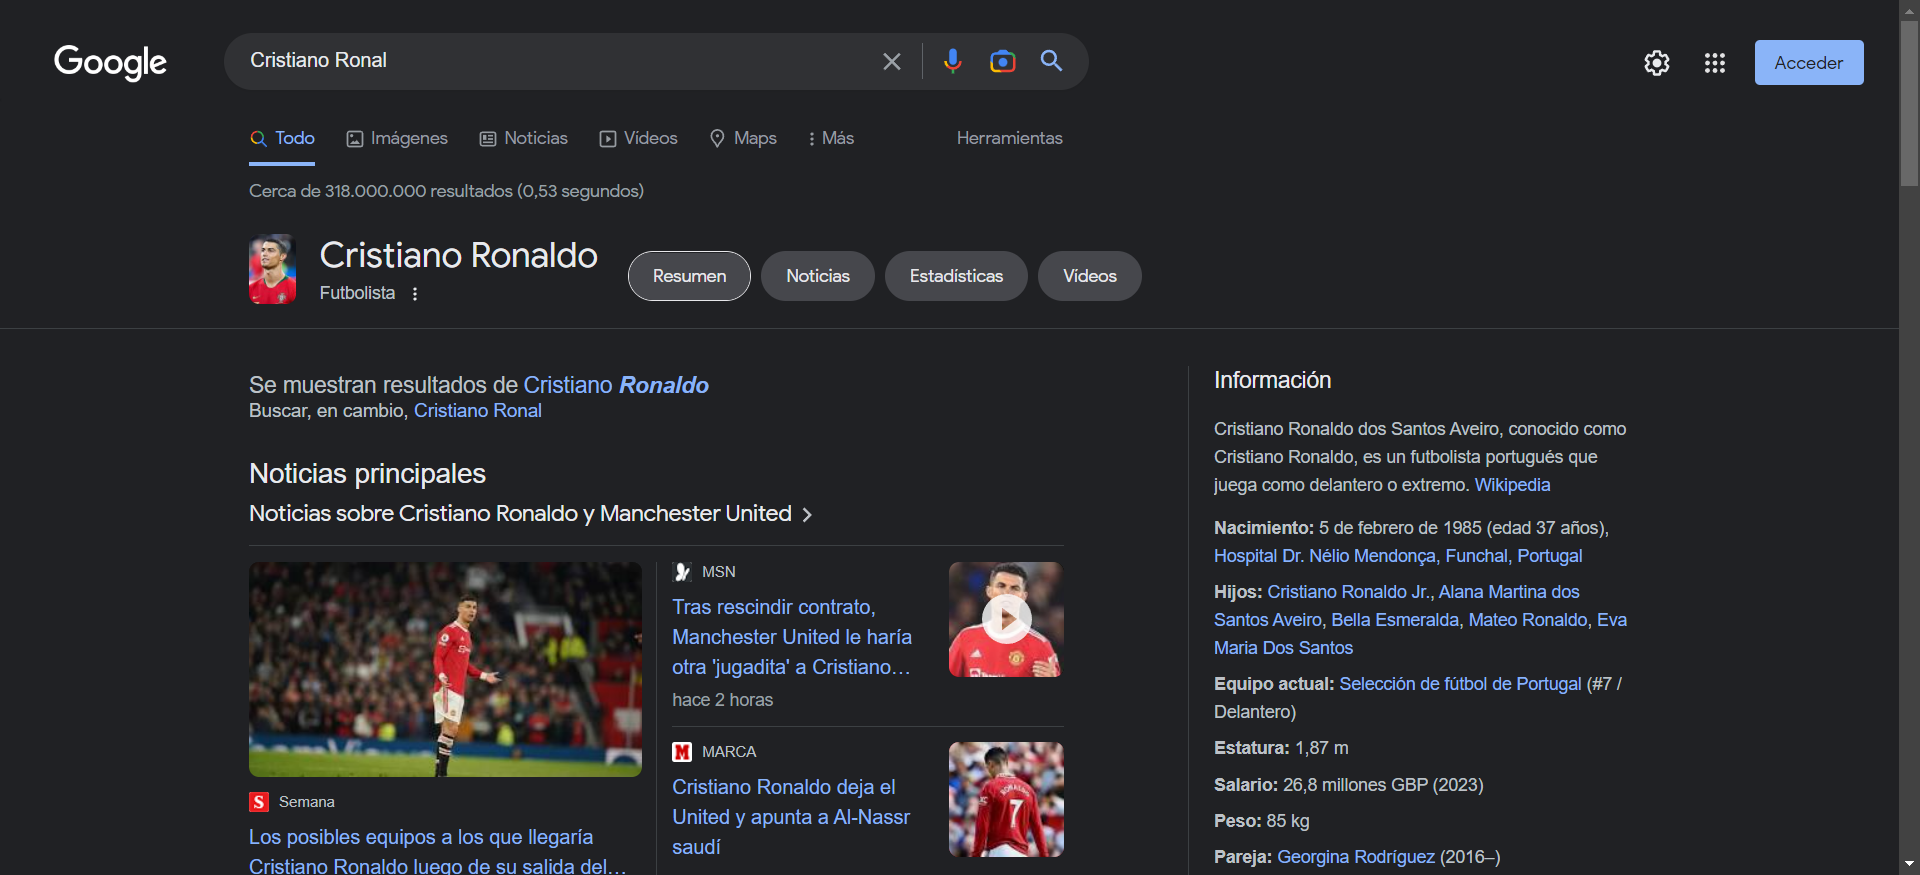 Google
Cristiano Ronal
Acceder
Todo
Imágenes
Noticias
Vídeos
Maps
Más
Herramientas
Cerca de 318.000.000 resultados (0,53 segundos)
Cristiano Ronaldo
Futbolista
Resumen
Noticias
Estadísticas
Vídeos
Se muestran resultados de Cristiano Ronaldo
Buscar, en cambio, Cristiano Ronal
Noticias principales
Noticias sobre Cristiano Ronaldo y Manchester United
S Semana
Los posibles equipos a los que llegaría
Cristiano Ronaldo luego de su salida del...
MSN
Tras rescindir contrato,
Manchester United le haría
otra 'jugadita' a Cristiano...
hace 2 horas
M MARCA
Cristiano Ronaldo deja el
United y apunta a Al-Nassr
saudí
RONALDO
7
Información
Cristiano Ronaldo dos Santos Aveiro, conocido como
Cristiano Ronaldo, es un futbolista portugués que
juega como delantero o extremo. Wikipedia
Nacimiento: 5 de febrero de 1985 (edad 37 años),
Hospital Dr. Nélio Mendonça, Funchal, Portugal
Hijos: Cristiano Ronaldo Jr., Alana Martina dos
Santos Aveiro, Bella Esmeralda, Mateo Ronaldo, Eva
Maria Dos Santos
Equipo actual: Selección de fútbol de Portugal (#7 /
Delantero)
Estatura: 1,87 m
Salario: 26,8 millones GBP (2023)
Peso: 85 kg
Pareja: Georgina Rodríguez (2016–)